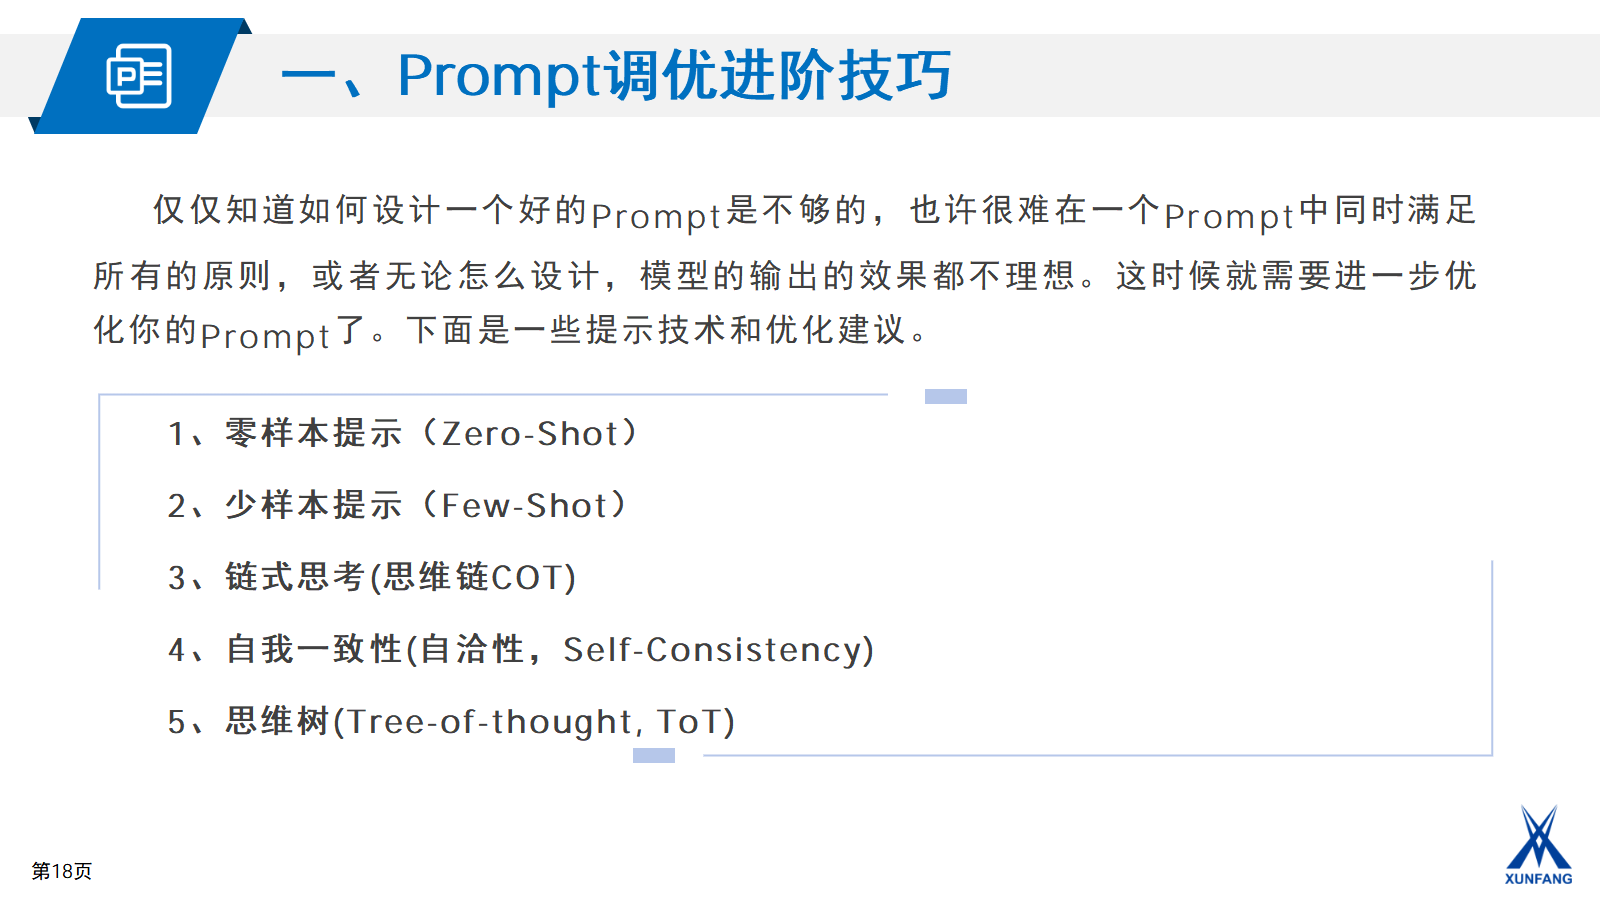 一、Prompt调优进阶技巧
仅仅知道如何设计一个好的Prompt是不够的，也许很难在一个Prompt中同时满足
所有的原则，或者无论怎么设计，模型的输出的效果都不理想。这时候就需要进一步优
化你的Prompt了。下面是一些提示技术和优化建议。
1、零样本提示（Zero-Shot）
2、少样本提示（Few-Shot）
3、链式思考(思维链COT)
4、自我一致性(自洽性，Self-Consistency)
5、思维树(Tree-of-thought, ToT)
第18页
XUNFANG